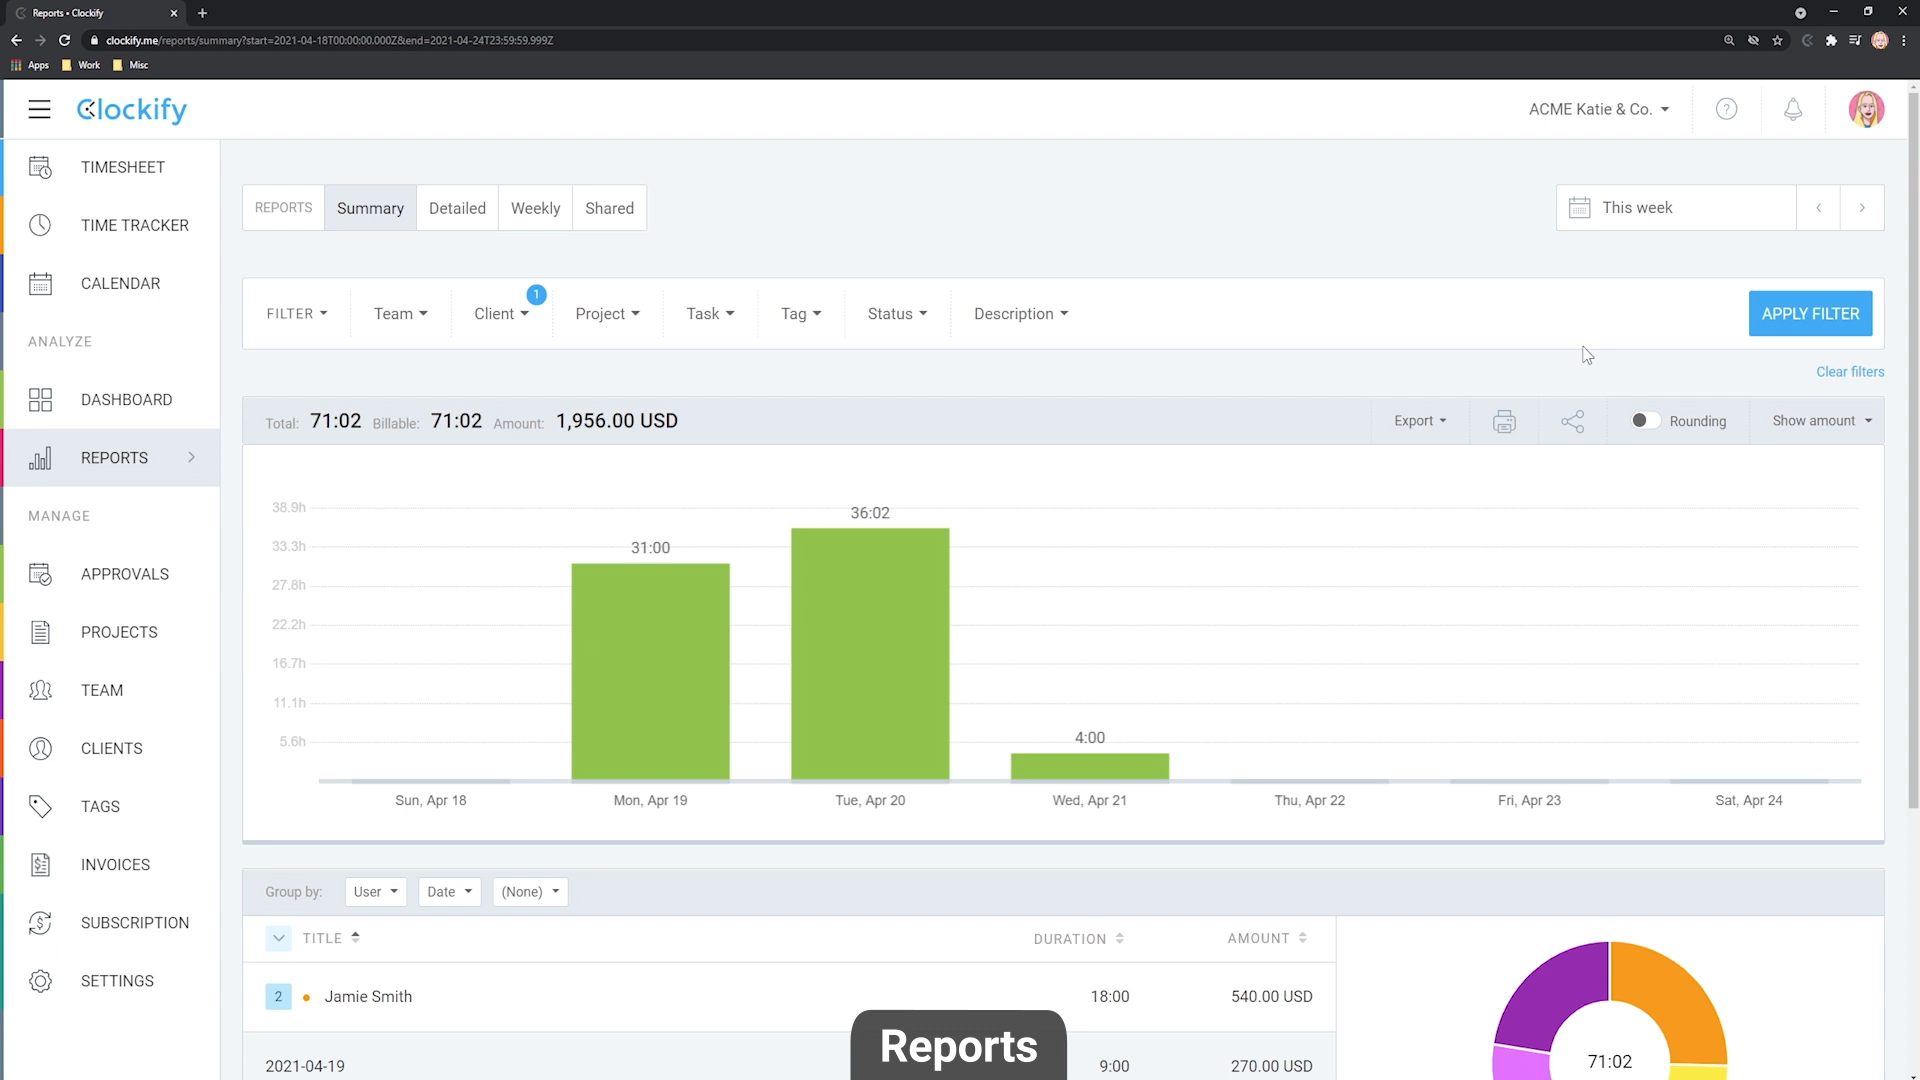 Reports • Clockify
clockify.me/reports/summary?start=2021-04-18T00:00:00.000Z&end=2021-04-24T23:59:59.999Z
Apps Work Misc
Clockify
ACME Katie & Co.
?
TIMESHEET
TIME TRACKER
CALENDAR
ANALYZE
DASHBOARD
REPORTS
MANAGE
APPROVALS
PROJECTS
TEAM
CLIENTS
TAGS
INVOICES
SUBSCRIPTION
SETTINGS
REPORTS Summary Detailed Weekly Shared
This week
1
FILTER Team Client Project Task Tag Status Description
APPLY FILTER
Clear filters
Total: 71:02 Billable: 71:02 Amount: 1,956.00 USD
Export Rounding Show amount
38.9h
33.3h
27.8h
22.2h
16.7h
11.1h
5.6h
31:00
36:02
4:00
Sun, Apr 18 Mon, Apr 19 Tue, Apr 20 Wed, Apr 21 Thu, Apr 22 Fri, Apr 23 Sat, Apr 24
Group by: User Date (None)
TITLE DURATION AMOUNT
2 Jamie Smith 18:00 540.00 USD
2021-04-19 9:00 270.00 USD
71:02
Reports